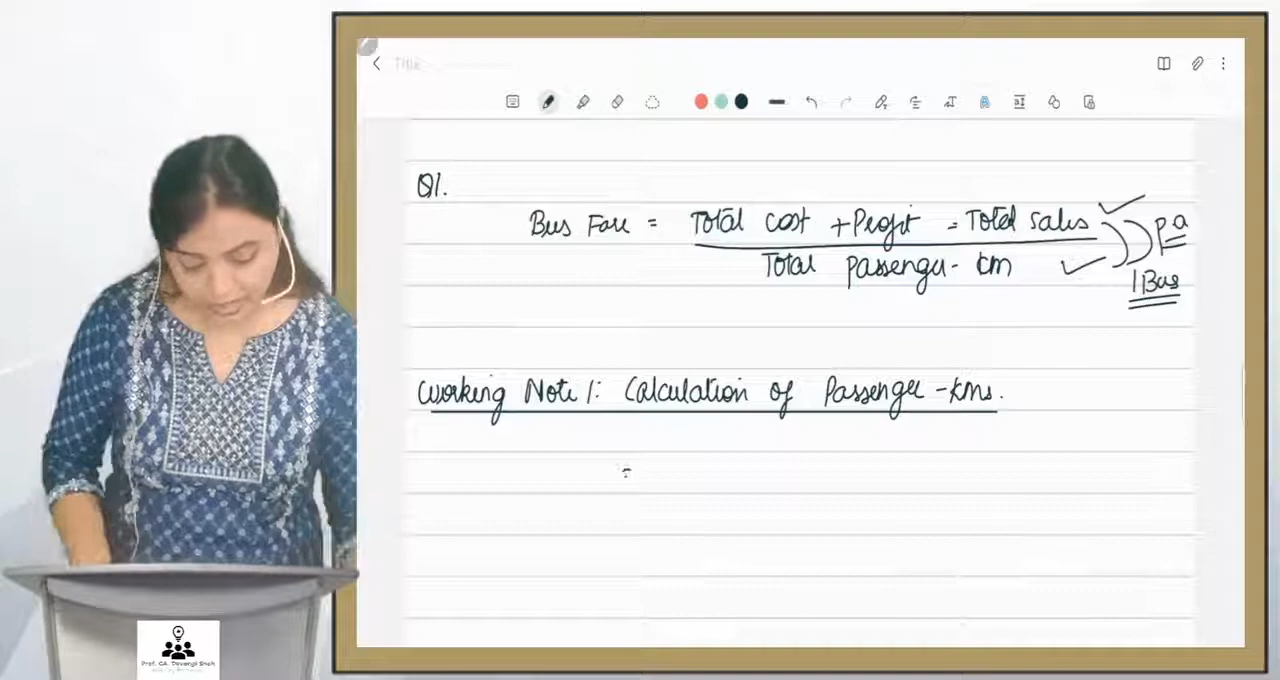 Title
Q1.
Bus Fare = Total cost + Profit = Total sales
Total Passenger - km
p.a
1 Bus
Working Note 1: Calculation of Passenger - kms.
=
Prof. CA. Devangi Shah